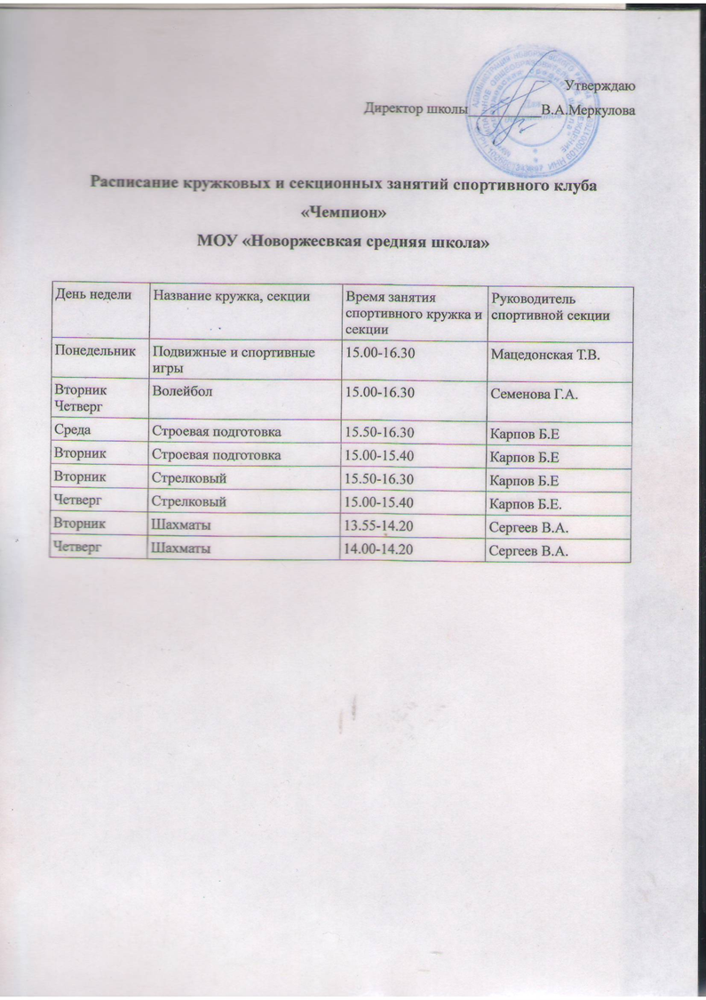 Утверждаю
Директор школы__________В.А.Меркулова
Расписание кружковых и секционных занятий спортивного клуба
«Чемпион»
МОУ «Новоржесвкая средняя школа»
День недели Название кружка, секции Время занятия спортивного кружка и секции Руководитель спортивной секции
Понедельник Подвижные и спортивные игры 15.00-16.30 Мацедонская Т.В.
Вторник Четверг Волейбол 15.00-16.30 Семенова Г.А.
Среда Строевая подготовка 15.50-16.30 Карпов Б.Е
Вторник Строевая подготовка 15.00-15.40 Карпов Б.Е
Вторник Стрелковый 15.50-16.30 Карпов Б.Е
Четверг Стрелковый 15.00-15.40 Карпов Б.Е.
Вторник Шахматы 13.55-14.20 Сергеев В.А.
Четверг Шахматы 14.00-14.20 Сергеев В.А.